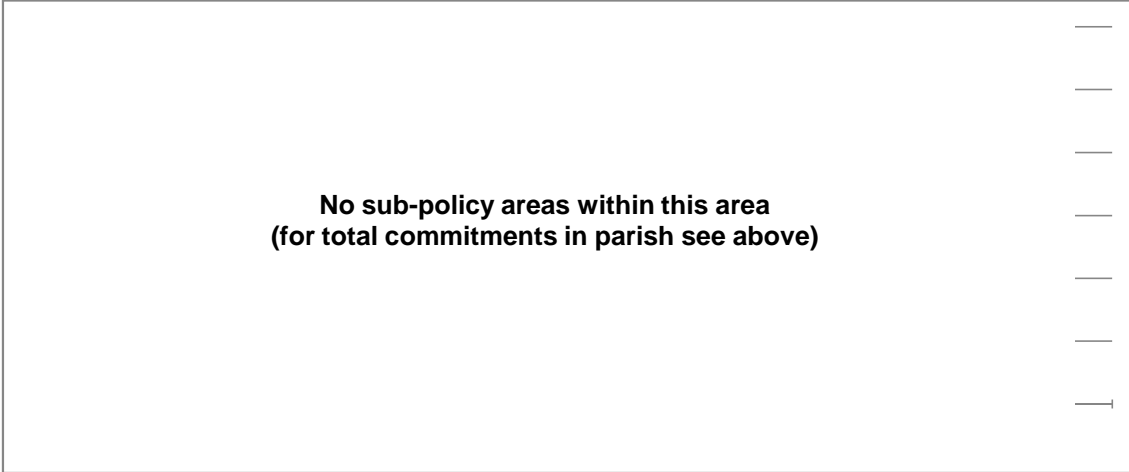 No sub-policy areas within this area
(for total commitments in parish see above)